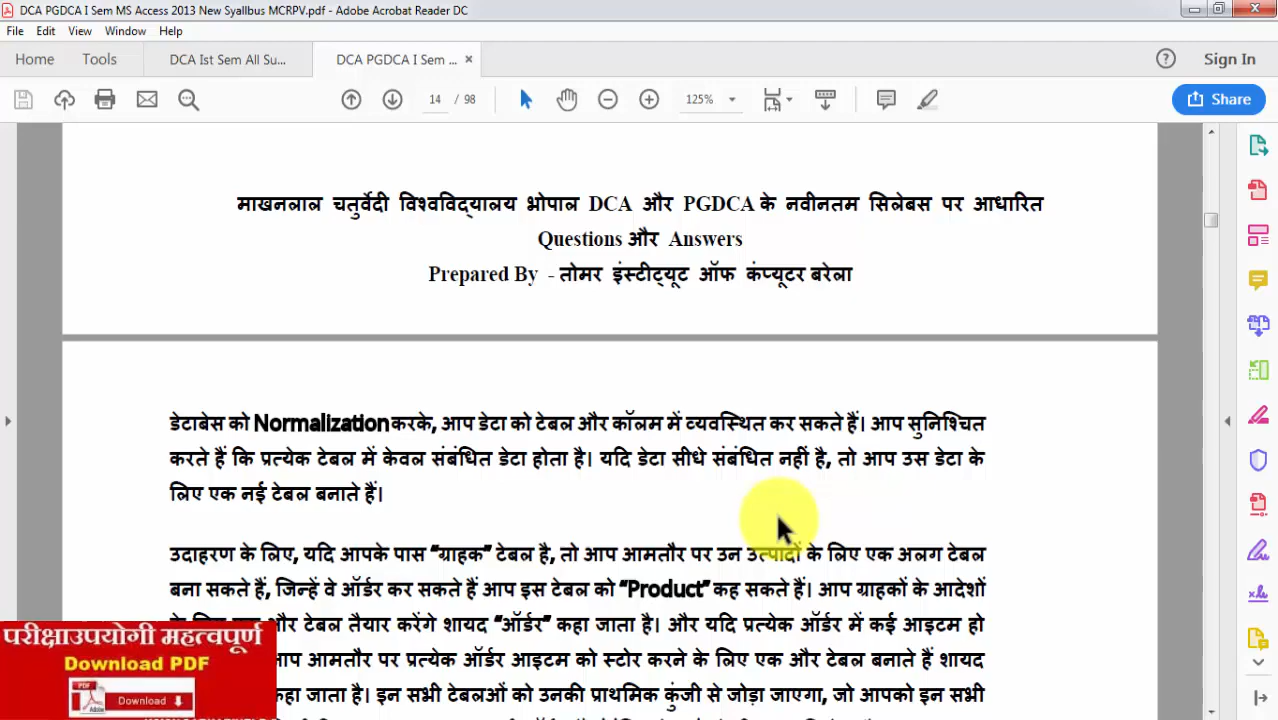 DCA PGDCA I Sem MS Access 2013 New Syallbus MCRPV.pdf - Adobe Acrobat Reader DC
File Edit View Window Help
Home Tools DCA Ist Sem All Su... DCA PGDCA I Sem ... × Sign In
14 / 98 125% Share
माखनलाल चतुर्वेदी विश्वविद्यालय भोपाल DCA और PGDCA के नवीनतम सिलेबस पर आधारित
Questions और Answers
Prepared By - तोमर इंस्टीट्यूट ऑफ कंप्यूटर बरेला
डेटाबेस को Normalization करके, आप डेटा को टेबल और कॉलम में व्यवस्थित कर सकते हैं। आप सुनिश्चित
करते हैं कि प्रत्येक टेबल में केवल संबंधित डेटा होता है। यदि डेटा सीधे संबंधित नहीं है, तो आप उस डेटा के
लिए एक नई टेबल बनाते हैं।
उदाहरण के लिए, यदि आपके पास “ग्राहक” टेबल है, तो आप आमतौर पर उन उत्पादों के लिए एक अलग टेबल
बना सकते हैं, जिन्हें वे ऑर्डर कर सकते हैं आप इस टेबल को “Product” कह सकते हैं। आप ग्राहकों के आदेशों
और टेबल तैयार करेंगे शायद “ऑर्डर” कहा जाता है। और यदि प्रत्येक ऑर्डर में कई आइटम हो
आप आमतौर पर प्रत्येक ऑर्डर आइटम को स्टोर करने के लिए एक और टेबल बनाते हैं शायद
कहा जाता है। इन सभी टेबलओं को उनकी प्राथमिक कुंजी से जोड़ा जाएगा, जो आपको इन सभी
परीक्षाउपयोगी महत्वपूर्ण
Download PDF
PDF Adobe Download